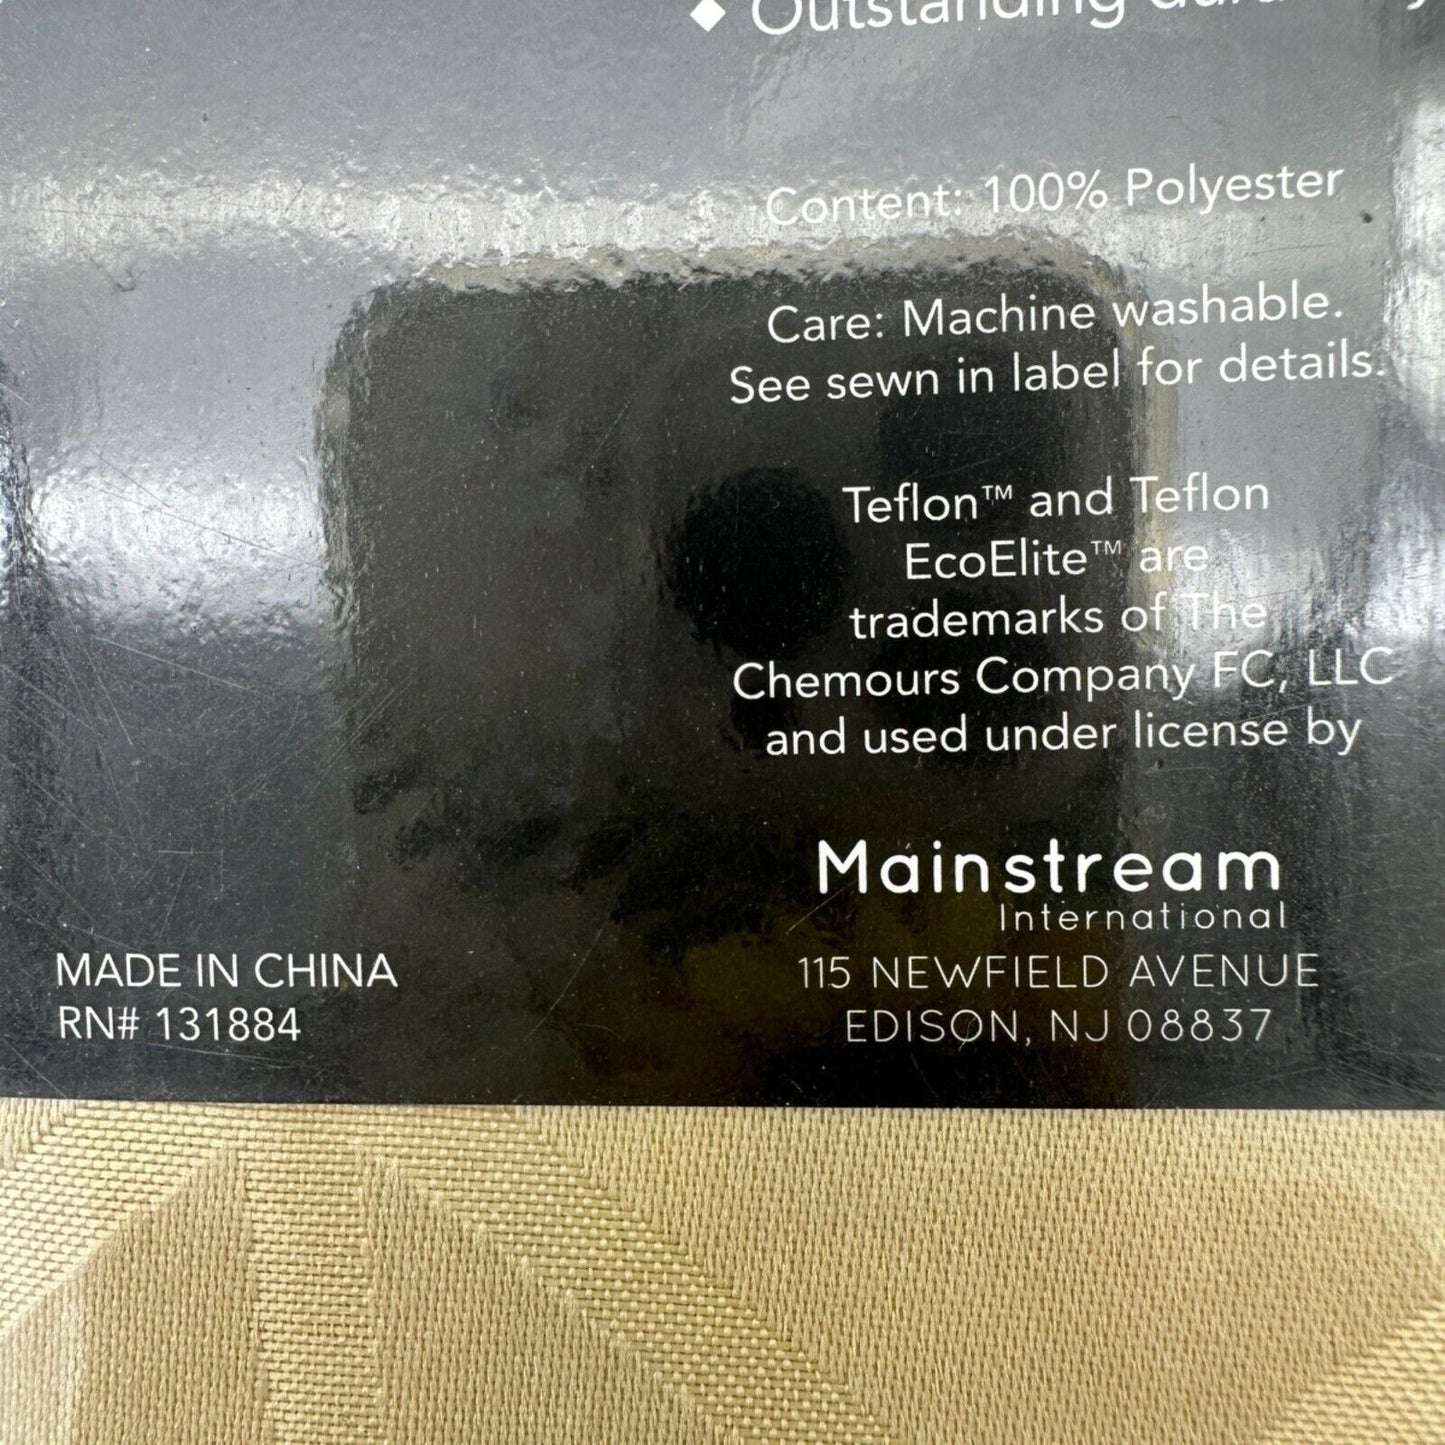 ◆ Outstanding
Content: 100% Polyester
Care: Machine washable.
See sewn in label for details.
Teflon™ and Teflon
EcoElite™ are
trademarks of The
Chemours Company FC, LLC
and used under license by
Mainstream
International
115 NEWFIELD AVENUE
EDISON, NJ 08837
MADE IN CHINA
RN# 131884